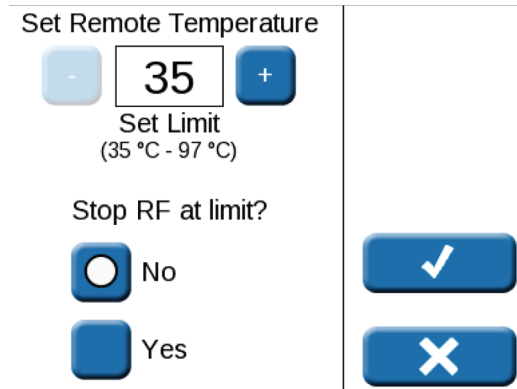 Set Remote Temperature
- 35 +
Set Limit
(35 °C - 97 °C)
Stop RF at limit?
No
Yes